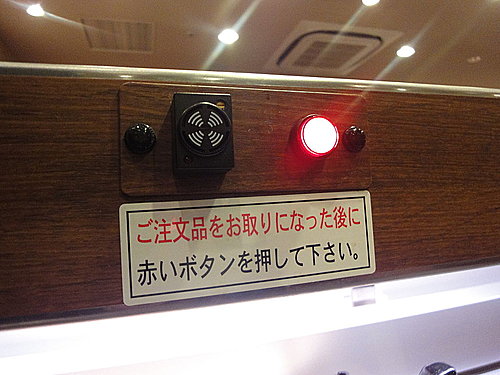 ご注文品をお取りになった後に
赤いボタンを押して下さい。